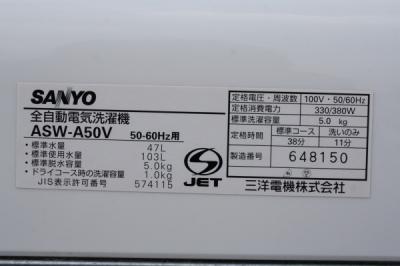 SANYO
全自動電気洗濯機
ASW-A50V 50-60Hz用
・標準水量 47L
・標準使用水量 103L
・標準脱水容量 5.0kg
・ドライコース時の洗濯容量 1.0kg
JIS表示許可番号 574115
S JET
定格電圧・周波数 100V・50/60Hz
定格消費電力 330/380W
標準洗濯容量 5.0 kg
定格時間 標準コース 洗いのみ
38分 11分
製造番号 648150
三洋電機株式会社